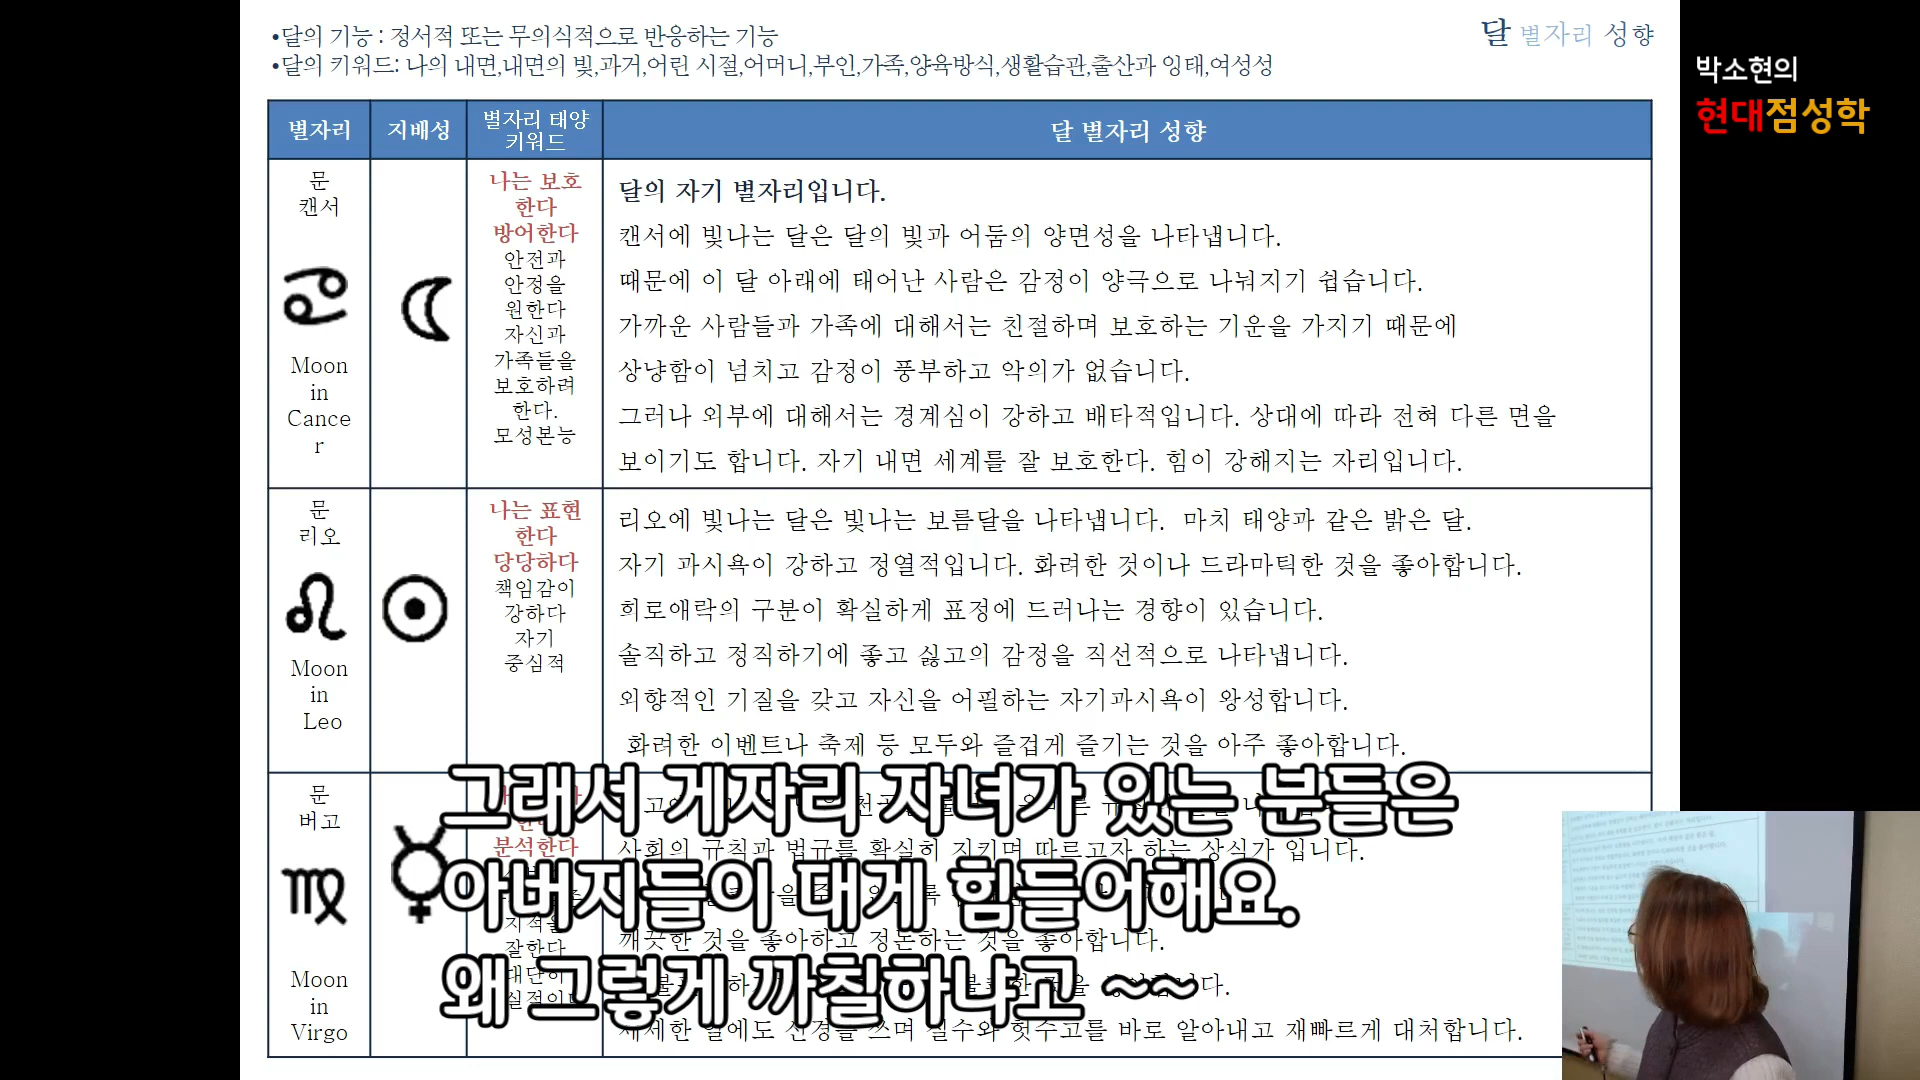 •달의 기능 : 정서적 또는 무의식적으로 반응하는 기능
•달의 키워드: 나의 내면,내면의 빛,과거,어린 시절,어머니,부인,가족,양육방식,생활습관,출산과 잉태,여성성
달 별자리 성향
박소현의
현대점성학
별자리
지배성
별자리 태양
키워드
달 별자리 성향
문
캔서
Moon
in
Cance
r
나는 보호
한다
방어한다
안전과
안정을
원한다
자신과
가족들을
보호하려
한다.
모성본능
달의 자기 별자리입니다.
캔서에 빛나는 달은 달의 빛과 어둠의 양면성을 나타냅니다.
때문에 이 달 아래에 태어난 사람은 감정이 양극으로 나눠지기 쉽습니다.
가까운 사람들과 가족에 대해서는 친절하며 보호하는 기운을 가지기 때문에
상냥함이 넘치고 감정이 풍부하고 악의가 없습니다.
그러나 외부에 대해서는 경계심이 강하고 배타적입니다. 상대에 따라 전혀 다른 면을
보이기도 합니다. 자기 내면 세계를 잘 보호한다. 힘이 강해지는 자리입니다.
문
리오
Moon
in
Leo
나는 표현
한다
당당하다
책임감이
강하다
자기
중심적
리오에 빛나는 달은 빛나는 보름달을 나타냅니다. 마치 태양과 같은 밝은 달.
자기 과시욕이 강하고 정열적입니다. 화려한 것이나 드라마틱한 것을 좋아합니다.
희로애락의 구분이 확실하게 표정에 드러나는 경향이 있습니다.
솔직하고 정직하기에 좋고 싫고의 감정을 직선적으로 나타냅니다.
외향적인 기질을 갖고 자신을 어필하는 자기과시욕이 왕성합니다.
화려한 이벤트나 축제 등 모두와 즐겁게 즐기는 것을 아주 좋아합니다.
문
버고
Moon
in
Virgo
분석한다
지적을
잘한다
사회의 규칙과 법규를 확실히 지키며 따르고자 하는 상식가 입니다.
깨끗한 것을 좋아하고 정돈하는 것을 좋아합니다.
세세한 일에도 신경을 쓰며 실수와 헛수고를 바로 알아내고 재빠르게 대처합니다.
그래서 게자리 자녀가 있는 분들은
아버지들이 대게 힘들어해요.
왜 그렇게 까칠하냐고 ~~